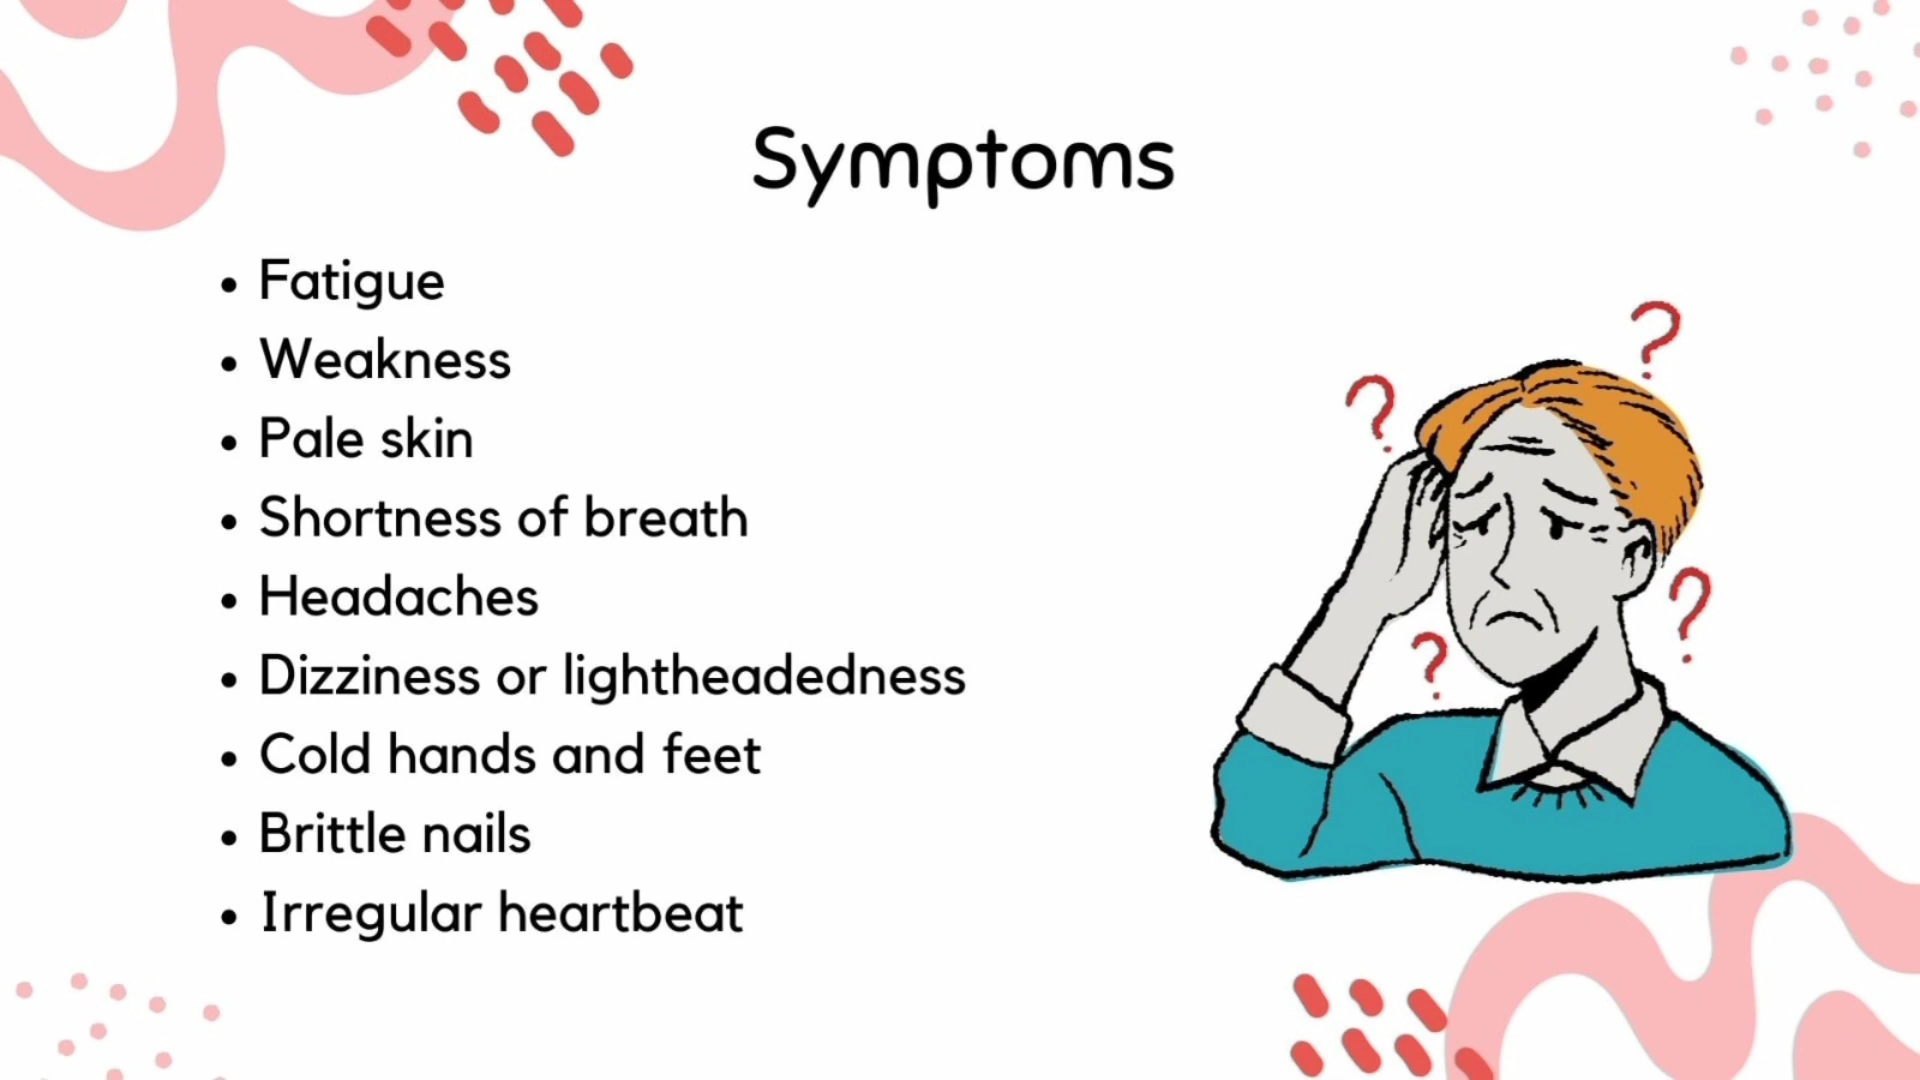 Symptoms
• Fatigue
• Weakness
• Pale skin
• Shortness of breath
• Headaches
• Dizziness or lightheadedness
• Cold hands and feet
• Brittle nails
• Irregular heartbeat
? 
?
?
?